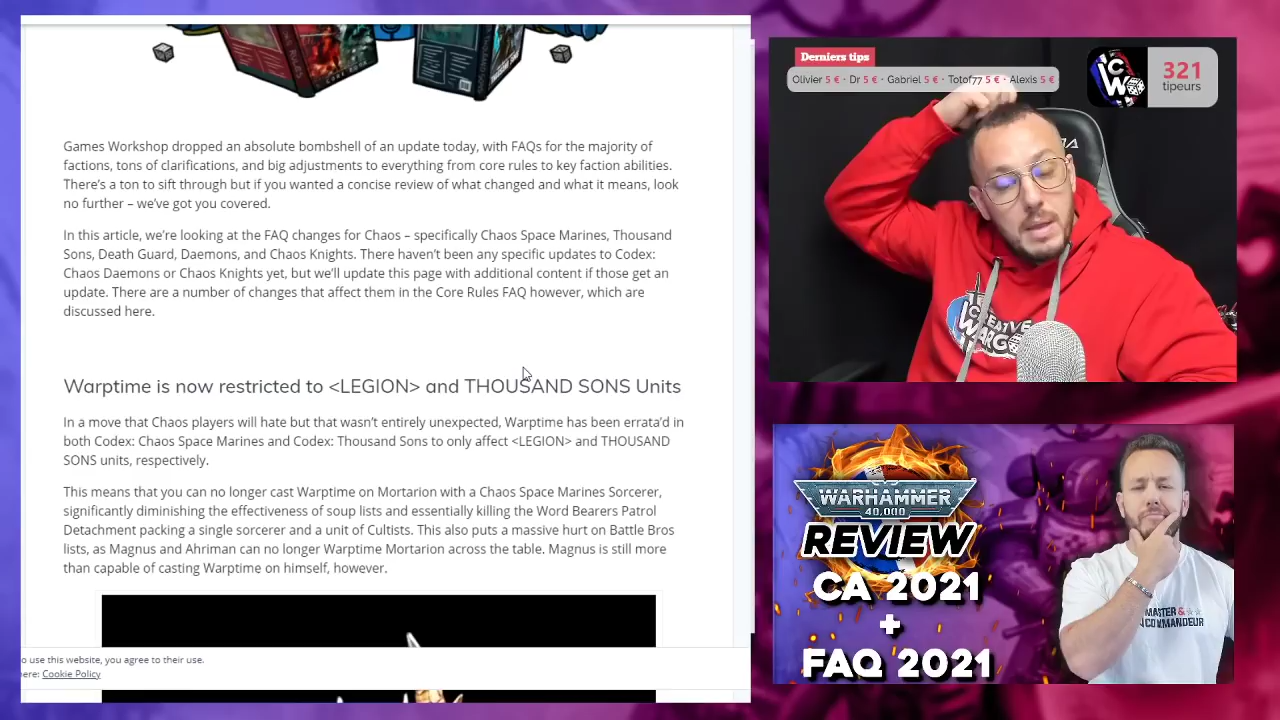 Games Workshop dropped an absolute bombshell of an update today, with FAQs for the majority of
factions, tons of clarifications, and big adjustments to everything from core rules to key faction abilities.
There's a ton to sift through but if you wanted a concise review of what changed and what it means, look
no further – we've got you covered.
In this article, we're looking at the FAQ changes for Chaos – specifically Chaos Space Marines, Thousand
Sons, Death Guard, Daemons, and Chaos Knights. There haven't been any specific updates to Codex:
Chaos Daemons or Chaos Knights yet, but we'll update this page with additional content if those get an
update. There are a number of changes that affect them in the Core Rules FAQ however, which are
discussed here.
Warptime is now restricted to <LEGION> and THOUSAND SONS Units
In a move that Chaos players will hate but that wasn't entirely unexpected, Warptime has been errata'd in
both Codex: Chaos Space Marines and Codex: Thousand Sons to only affect <LEGION> and THOUSAND
SONS units, respectively.
This means that you can no longer cast Warptime on Mortarion with a Chaos Space Marines Sorcerer,
significantly diminishing the effectiveness of soup lists and essentially killing the Word Bearers Patrol
Detachment packing a single sorcerer and a unit of Cultists. This also puts a massive hurt on Battle Bros
lists, as Magnus and Ahriman can no longer Warptime Mortarion across the table. Magnus is still more
than capable of casting Warptime on himself, however.
o use this website, you agree to their use.
ere: Cookie Policy
Derniers tips
Olivier 5 € · Dr 5 € · Gabriel 5 € · Totof77 5 € · Alexis 5 €
CW
321
tipeurs
CREATIVE
WARGO
WARHAMMER
40,000
REVIEW
CA 2021
+
FAQ 2021
MASTER &
COMMANDEUR